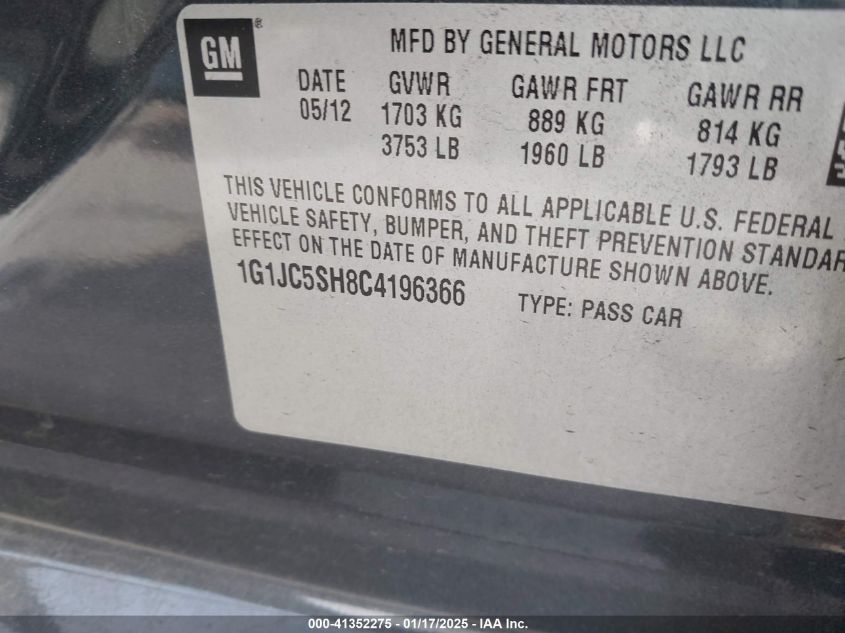 GM®
MFD BY GENERAL MOTORS LLC
DATE GVWR GAWR FRT GAWR RR
05/12 1703 KG 889 KG 814 KG
3753 LB 1960 LB 1793 LB
THIS VEHICLE CONFORMS TO ALL APPLICABLE U.S. FEDERAL
VEHICLE SAFETY, BUMPER, AND THEFT PREVENTION STANDAR
EFFECT ON THE DATE OF MANUFACTURE SHOWN ABOVE.
1G1JC5SH8C4196366 TYPE: PASS CAR
000-41352275 - 01/17/2025 - IAA Inc.